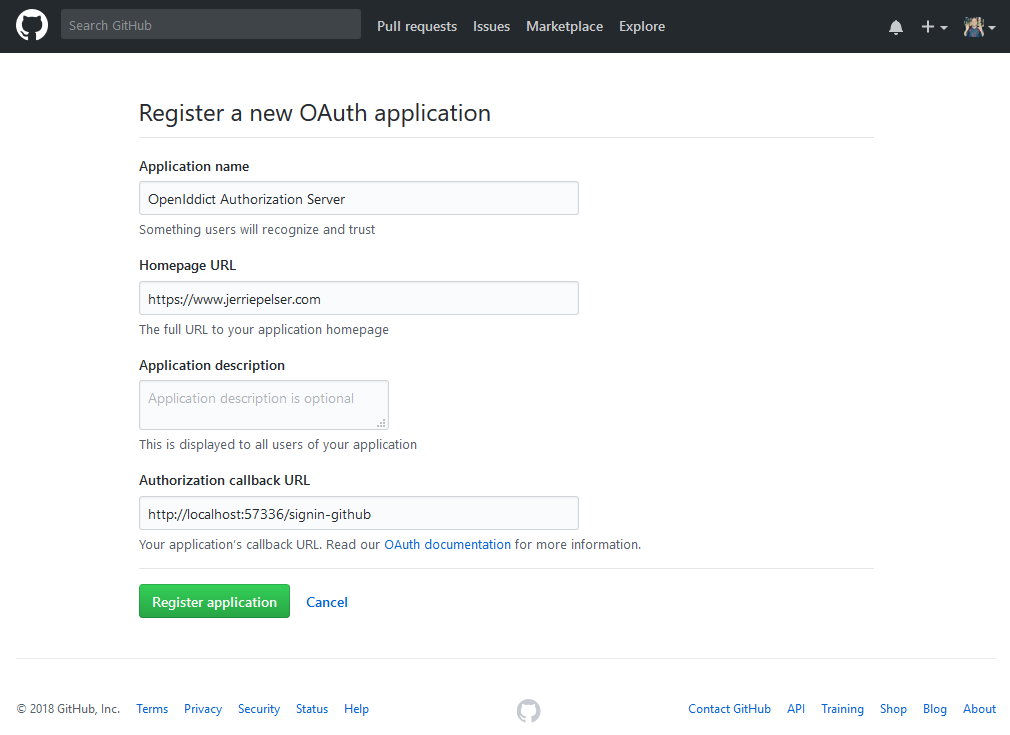 Search GitHub Pull requests Issues Marketplace Explore
Register a new OAuth application
Application name
OpenIddict Authorization Server
Something users will recognize and trust
Homepage URL
https://www.jerriepelser.com
The full URL to your application homepage
Application description
Application description is optional
This is displayed to all users of your application
Authorization callback URL
http://localhost:57336/signin-github
Your application's callback URL. Read our OAuth documentation for more information.
Register application Cancel
© 2018 GitHub, Inc. Terms Privacy Security Status Help Contact GitHub API Training Shop Blog About